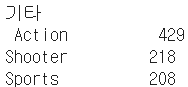 기타
Action 429
Shooter 218
Sports 208